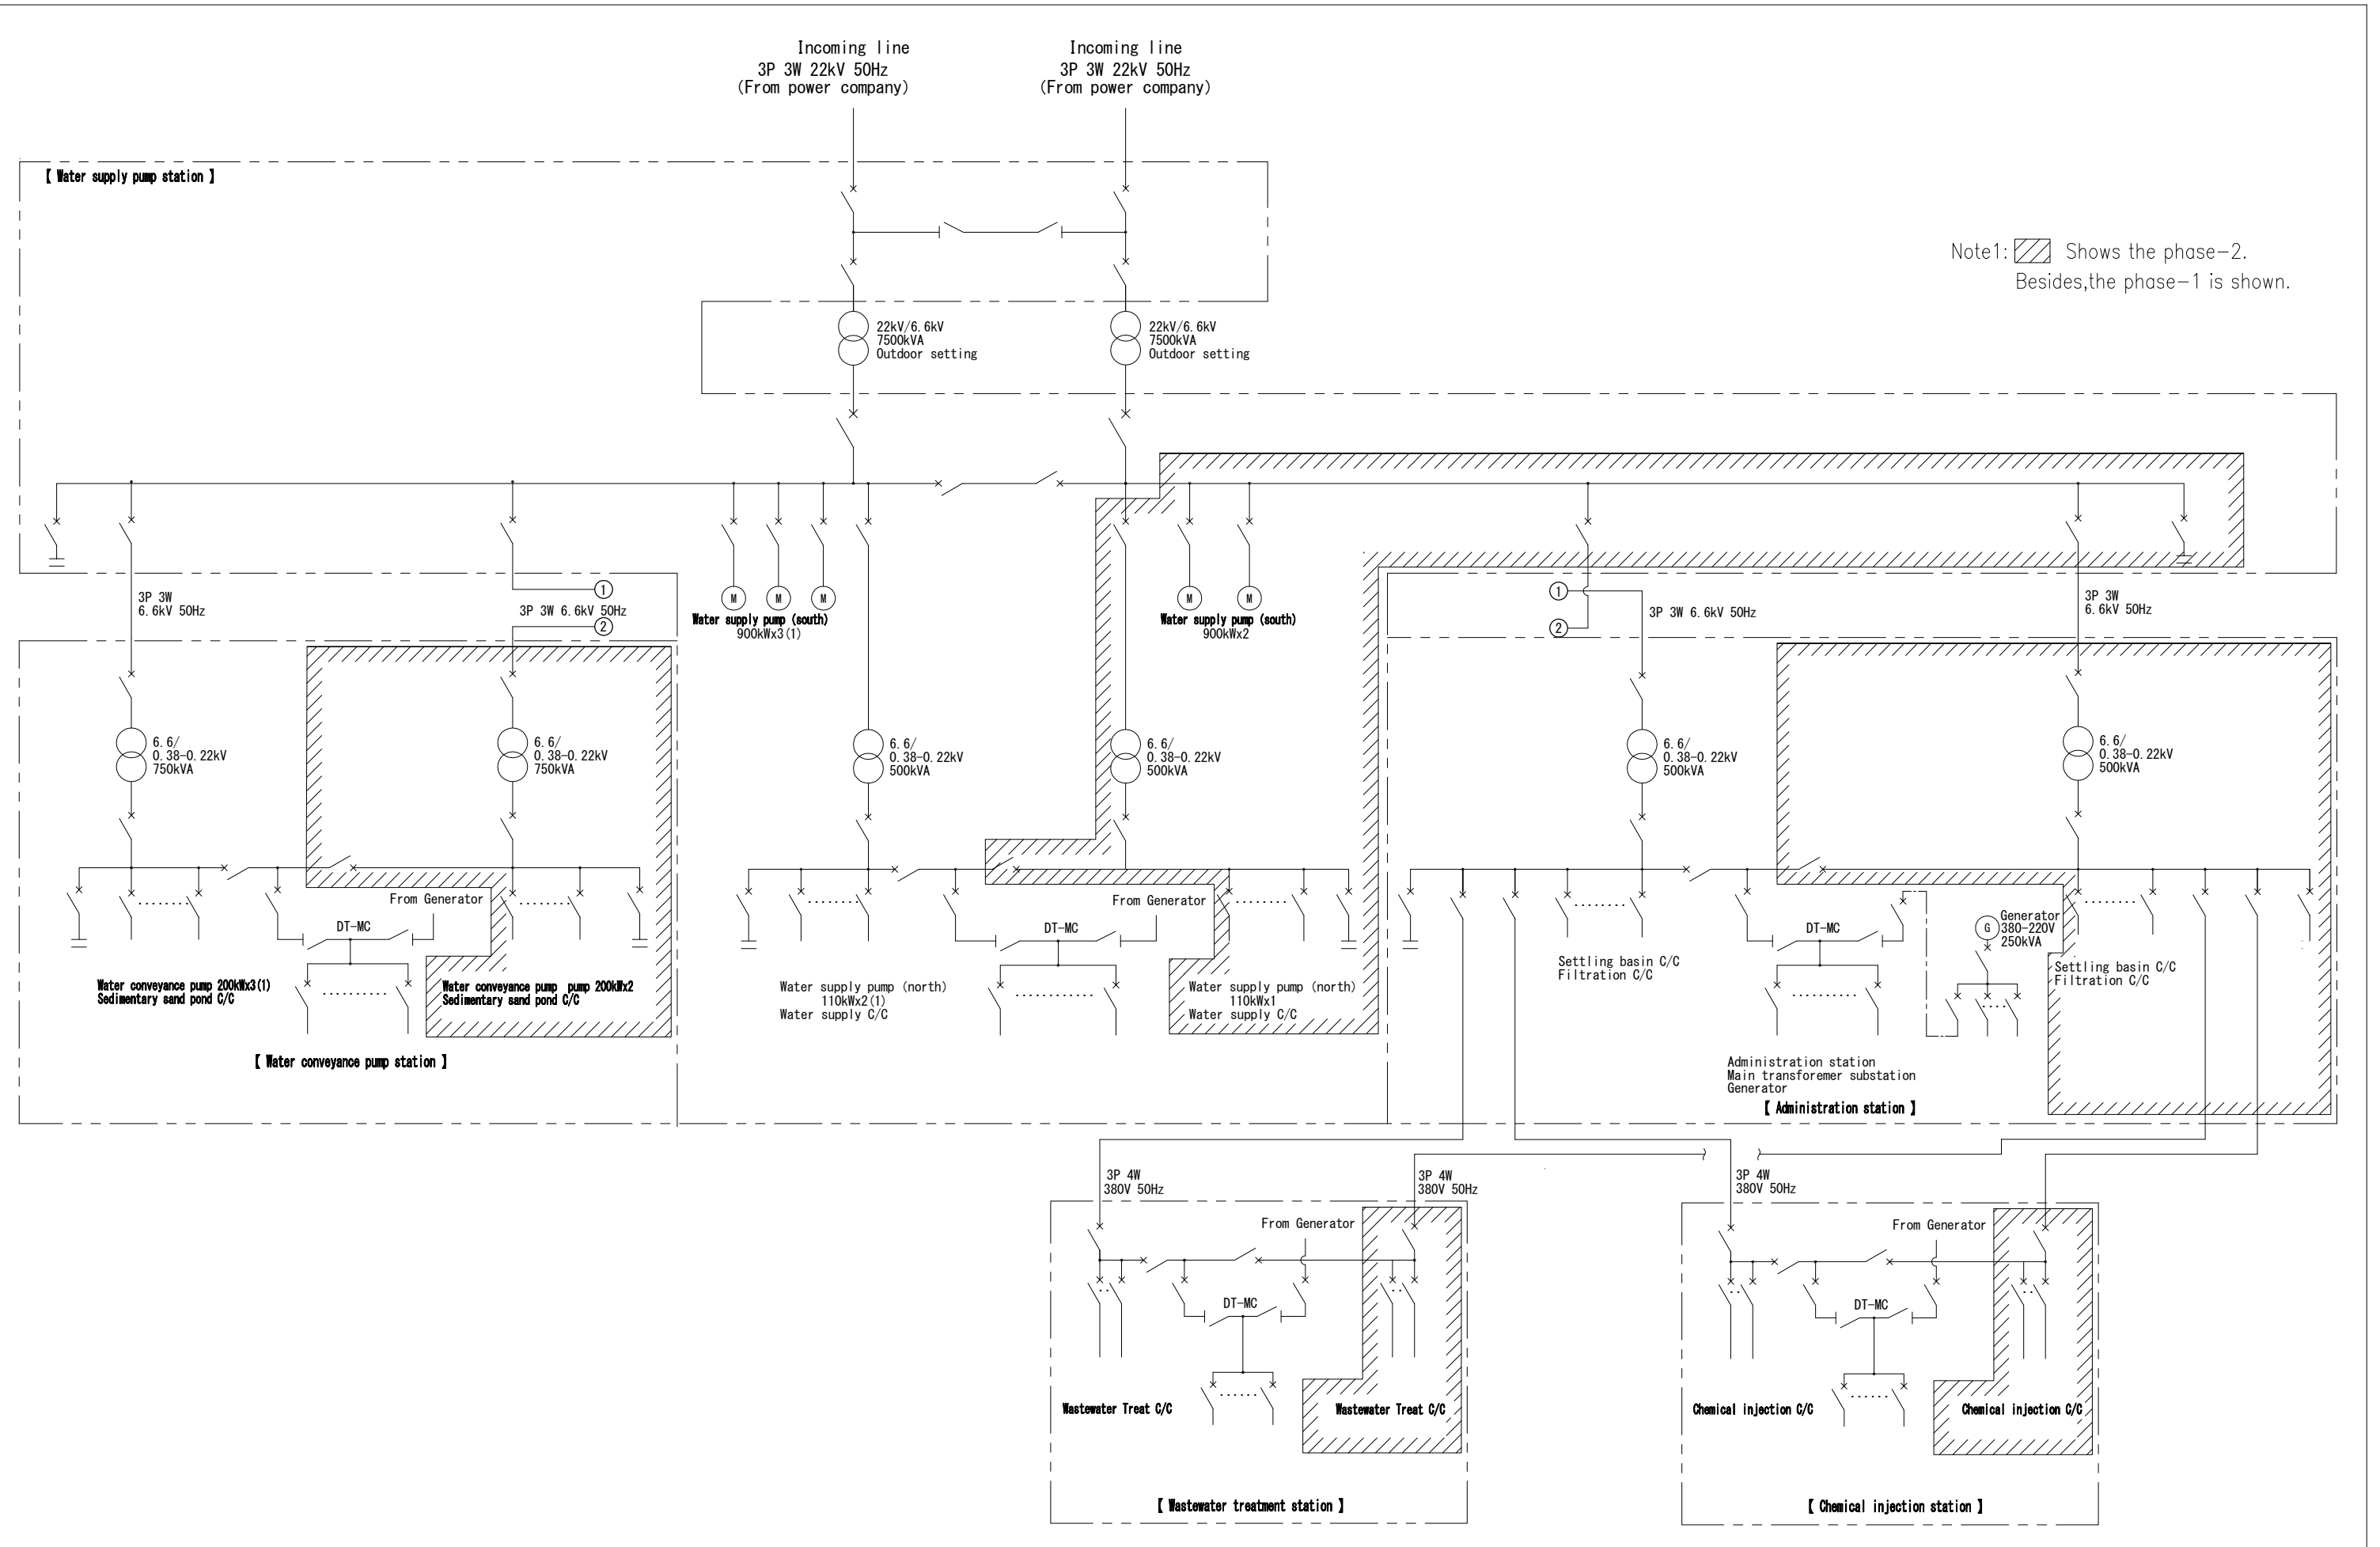 Incoming line
3P 3W 22kV 50Hz
(From power company)
Incoming line
3P 3W 22kV 50Hz
(From power company)
【 Water supply pump station 】
Note1: Shows the phase-2.
Besides,the phase-1 is shown.
22kV/6.6kV
7500kVA
Outdoor setting
22kV/6.6kV
7500kVA
Outdoor setting
3P 3W
6.6kV 50Hz
1
3P 3W 6.6kV 50Hz
2
M
M
M
Water supply pump (south)
900kWx3(1)
M
M
Water supply pump (south)
900kWx2
1
2
3P 3W 6.6kV 50Hz
3P 3W
6.6kV 50Hz
6.6/
0.38-0.22kV
750kVA
6.6/
0.38-0.22kV
750kVA
6.6/
0.38-0.22kV
500kVA
6.6/
0.38-0.22kV
500kVA
6.6/
0.38-0.22kV
500kVA
6.6/
0.38-0.22kV
500kVA
From Generator
DT-MC
Water conveyance pump 200kWx3(1)
Sedimentary sand pond C/C
Water conveyance pump  pump 200kWx2
Sedimentary sand pond C/C
【 Water conveyance pump station 】
From Generator
DT-MC
Water supply pump (north)
110kWx2(1)
Water supply C/C
Water supply pump (north)
110kWx1
Water supply C/C
Settling basin C/C
Filtration C/C
DT-MC
G
Generator
380-220V
250kVA
Settling basin C/C
Filtration C/C
Administration station
Main transforemer substation
Generator
【 Administration station 】
3P 4W
380V 50Hz
3P 4W
380V 50Hz
3P 4W
380V 50Hz
From Generator
DT-MC
Wastewater Treat C/C
Wastewater Treat C/C
【 Wastewater treatment station 】
From Generator
DT-MC
Chemical injection C/C
Chemical injection C/C
【 Chemical injection station 】